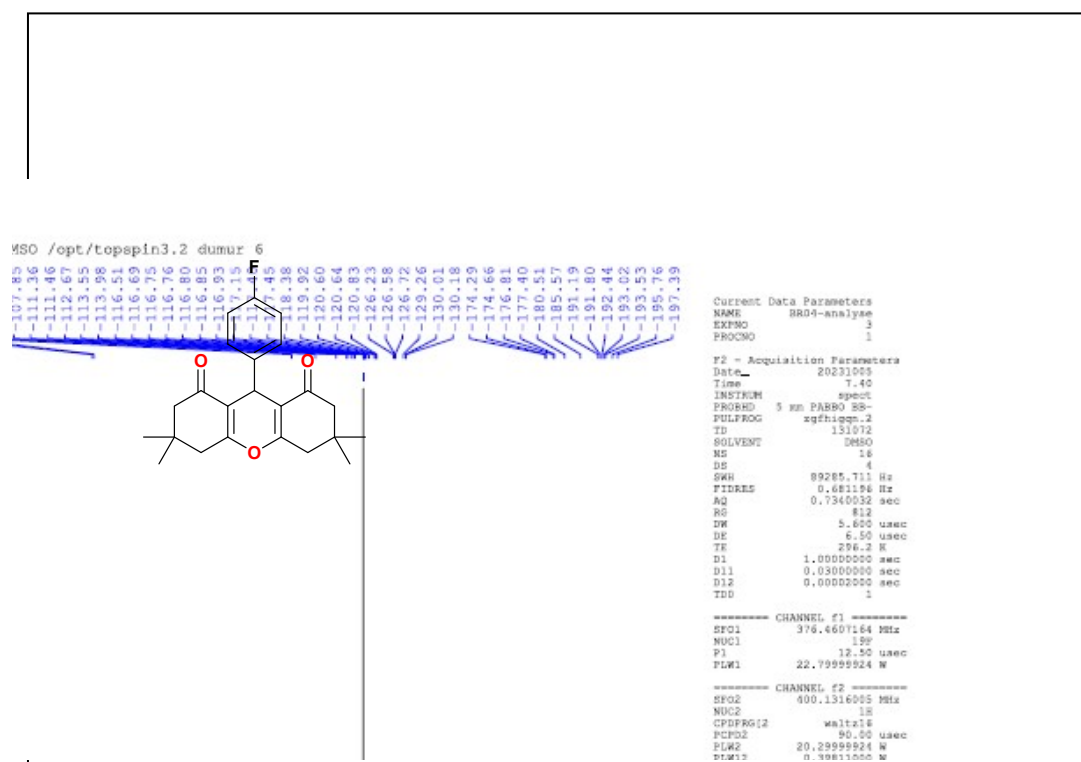 MSO /opt/topspin3.2 dumur 6
-107.85
-111.36
-111.46
-112.67
-113.55
-113.98
-116.51
-116.69
-116.75
-116.76
-116.80
-116.85
-116.93
-117.15
-118.38
-119.92
-120.60
-120.64
-120.83
-126.23
-126.58
-126.72
-129.26
-130.01
-130.18
-174.29
-174.66
-176.81
-177.40
-180.51
-185.57
-191.19
-191.80
-192.44
-193.02
-193.53
-195.76
-197.39
F
O O
O
Current Data Parameters
NAME BR04-analyse
EXPNO 3
PROCNO 1
F2 - Acquisition Parameters
Date_ 20231005
Time 7.40
INSTRUM spect
PROBHD 5 mm PABBO BB-
PULPROG zgfhigqn.2
TD 131072
SOLVENT DMSO
NS 16
DS 4
SWH 89285.711 Hz
FIDRES 0.681196 Hz
AQ 0.7340032 sec
RG 812
DW 5.600 usec
DE 6.50 usec
TE 296.2 K
D1 1.00000000 sec
D11 0.03000000 sec
D12 0.00002000 sec
TD0 1
======== CHANNEL f1 ========
SFO1 376.4607164 MHz
NUC1 19F
P1 12.50 usec
PLW1 22.79999924 W
======== CHANNEL f2 ========
SFO2 400.1316005 MHz
NUC2 1H
CPDPRG[2 waltz16
PCPD2 90.00 usec
PLW2 20.29999924 W
PLW12 0.39811000 W